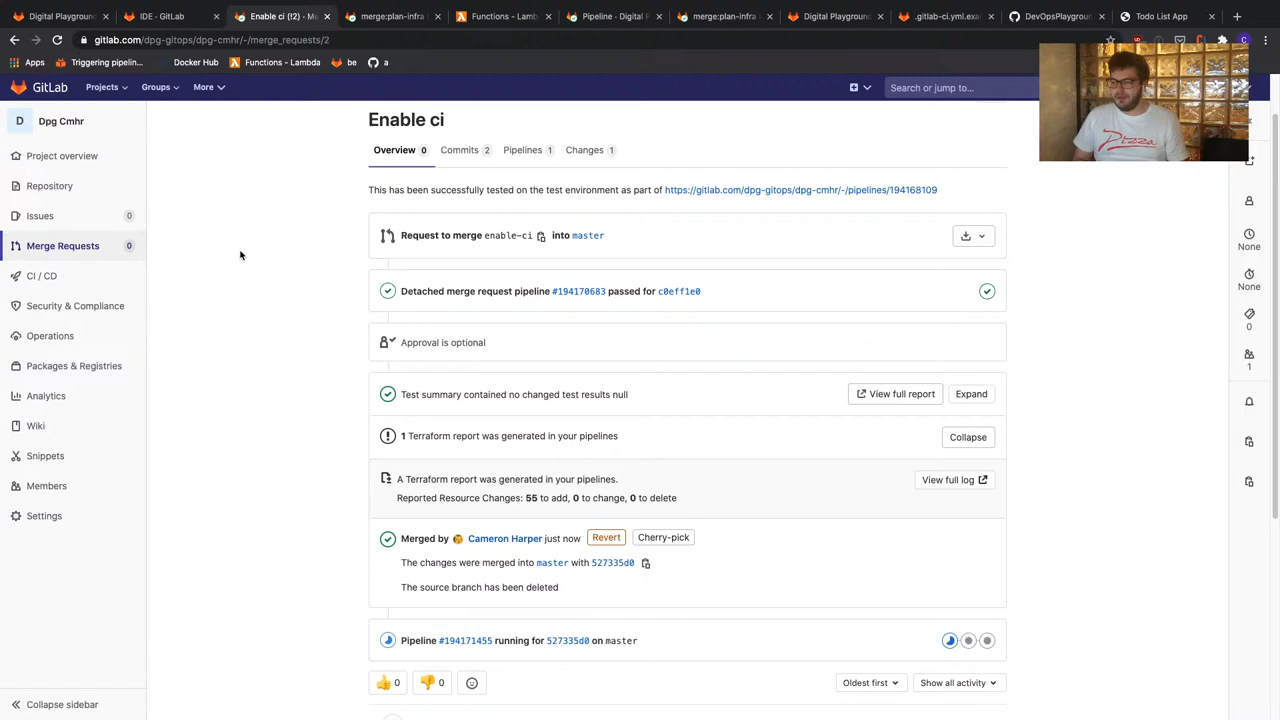 Digital Playground
IDE · GitLab
Enable ci (!2) · Me
merge:plan-infra (
Functions - Lambd
Pipeline · Digital P
merge:plan-infra (
Digital Playground
.gitlab-ci.yml.exam
DevOpsPlaygroun
Todo List App
gitlab.com/dpg-gitops/dpg-cmhr/-/merge_requests/2
Apps
Triggering pipelin...
Docker Hub
Functions - Lambda
be
a
GitLab
Projects
Groups
More
Search or jump to...
D
Dpg Cmhr
Project overview
Repository
Issues 0
Merge Requests 0
CI / CD
Security & Compliance
Operations
Packages & Registries
Analytics
Wiki
Snippets
Members
Settings
Collapse sidebar
Enable ci
Overview 0
Commits 2
Pipelines 1
Changes 1
This has been successfully tested on the test environment as part of https://gitlab.com/dpg-gitops/dpg-cmhr/-/pipelines/194168109
Request to merge enable-ci into master
Detached merge request pipeline #194170683 passed for c0eff1e0
Approval is optional
Test summary contained no changed test results null
View full report
Expand
1 Terraform report was generated in your pipelines
Collapse
A Terraform report was generated in your pipelines.
Reported Resource Changes: 55 to add, 0 to change, 0 to delete
View full log
Merged by Cameron Harper just now
Revert
Cherry-pick
The changes were merged into master with 527335d0
The source branch has been deleted
Pipeline #194171455 running for 527335d0 on master
0
0
Oldest first
Show all activity
Pizza
None
None
0
1